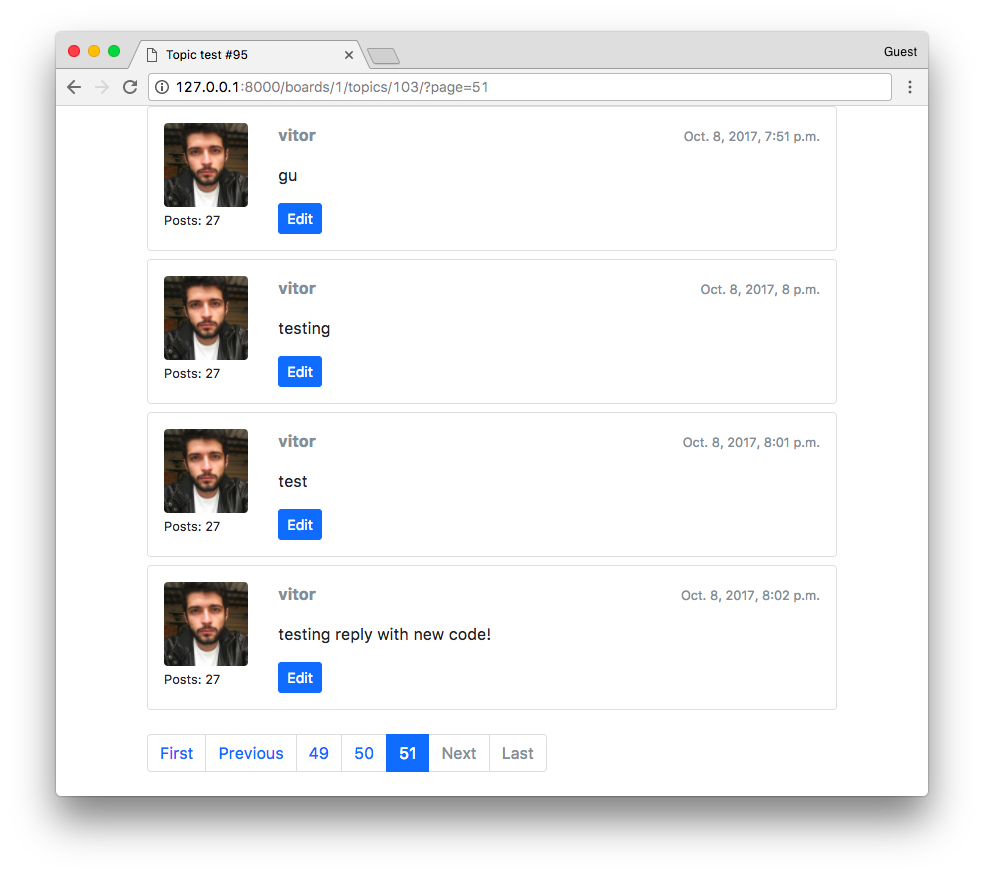 Topic test #95
Guest
127.0.0.1:8000/boards/1/topics/103/?page=51
vitor Oct. 8, 2017, 7:51 p.m.
gu
Edit
Posts: 27
vitor Oct. 8, 2017, 8 p.m.
testing
Edit
Posts: 27
vitor Oct. 8, 2017, 8:01 p.m.
test
Edit
Posts: 27
vitor Oct. 8, 2017, 8:02 p.m.
testing reply with new code!
Edit
Posts: 27
First Previous 49 50 51 Next Last